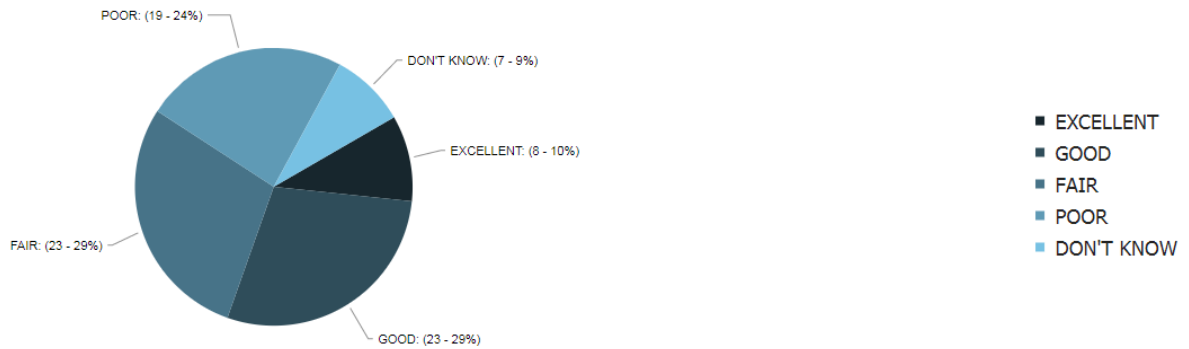 POOR: (19 - 24%)
DON'T KNOW: (7 - 9%)
EXCELLENT: (8 - 10%)
FAIR: (23 - 29%)
GOOD: (23 - 29%)
EXCELLENT
GOOD
FAIR
POOR
DON'T KNOW